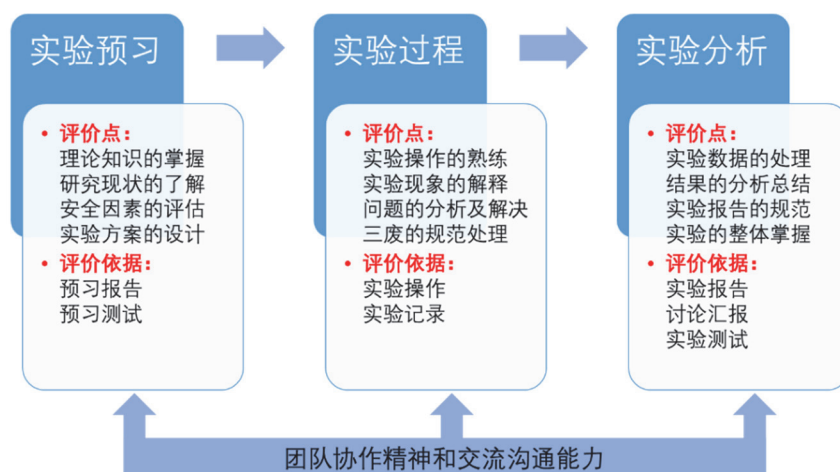 实验预习
• 评价点：
理论知识的掌握
研究现状的了解
安全因素的评估
实验方案的设计
• 评价依据：
预习报告
预习测试
实验过程
• 评价点：
实验操作的熟练
实验现象的解释
问题的分析及解决
三废的规范处理
• 评价依据：
实验操作
实验记录
实验分析
• 评价点：
实验数据的处理
结果的分析总结
实验报告的规范
实验的整体掌握
• 评价依据：
实验报告
讨论汇报
实验测试
团队协作精神和交流沟通能力